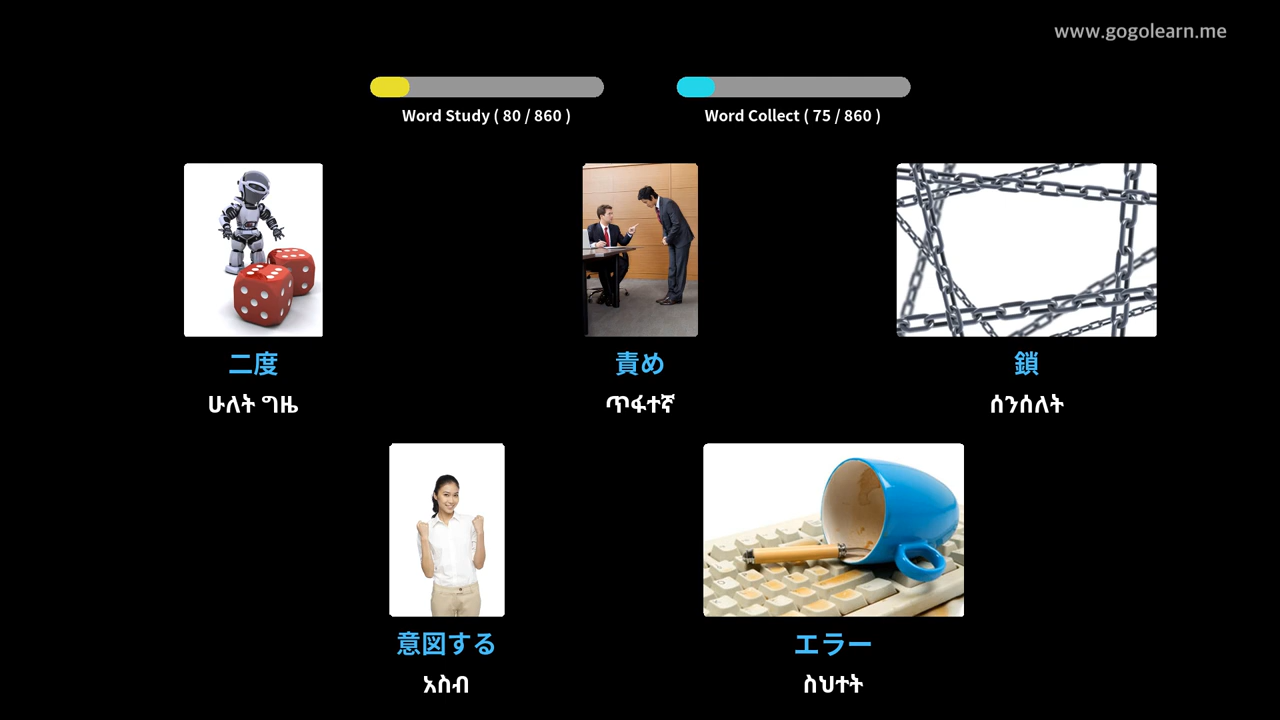 www.gogolearn.me
Word Study ( 80 / 860 )
Word Collect ( 75 / 860 )
二度
ሁለት ግዜ
責め
ጥፋተኛ
鎖
ሰንሰለት
意図する
አስብ
エラー
ስህተት